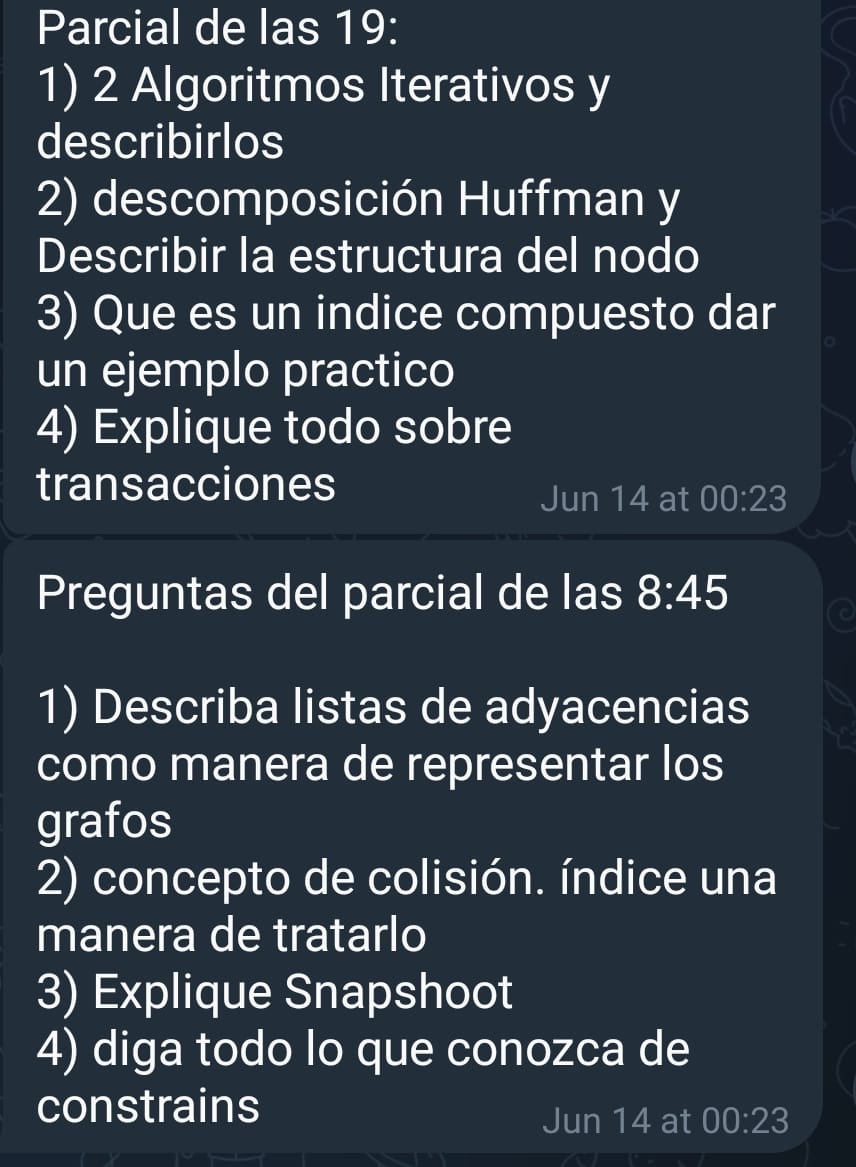 Parcial de las 19:
1) 2 Algoritmos Iterativos y
describirlos
2) descomposición Huffman y
Describir la estructura del nodo
3) Que es un indice compuesto dar
un ejemplo practico
4) Explique todo sobre
transacciones
Jun 14 at 00:23
Preguntas del parcial de las 8:45
1) Describa listas de adyacencias
como manera de representar los
grafos
2) concepto de colisión. índice una
manera de tratarlo
3) Explique Snapshoot
4) diga todo lo que conozca de
constrains
Jun 14 at 00:23